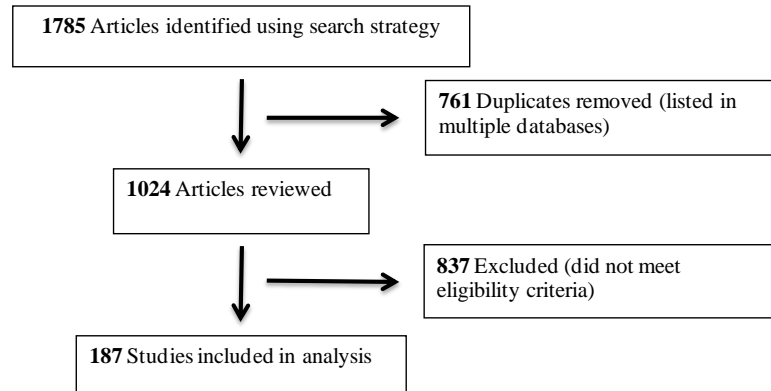 1785 Articles identified using search strategy
761 Duplicates removed (listed in
multiple databases)
1024 Articles reviewed
837 Excluded (did not meet
eligibility criteria)
187 Studies included in analysis